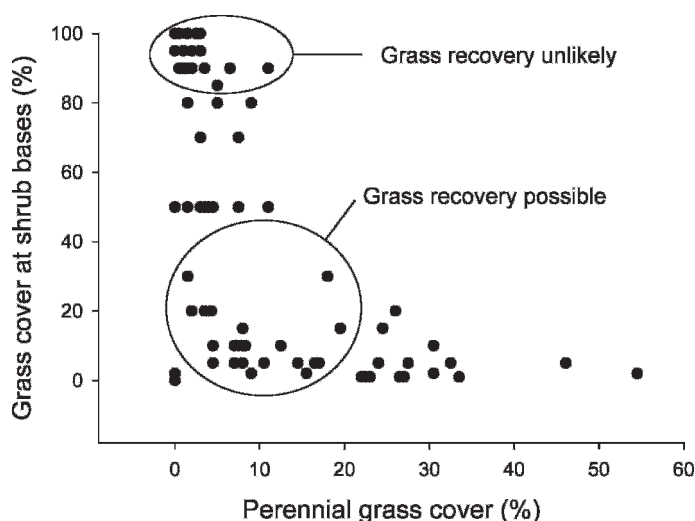 100
80
60
40
20
0
Grass cover at shrub bases (%)
Grass recovery unlikely
Grass recovery possible
0 10 20 30 40 50 60
Perennial grass cover (%)